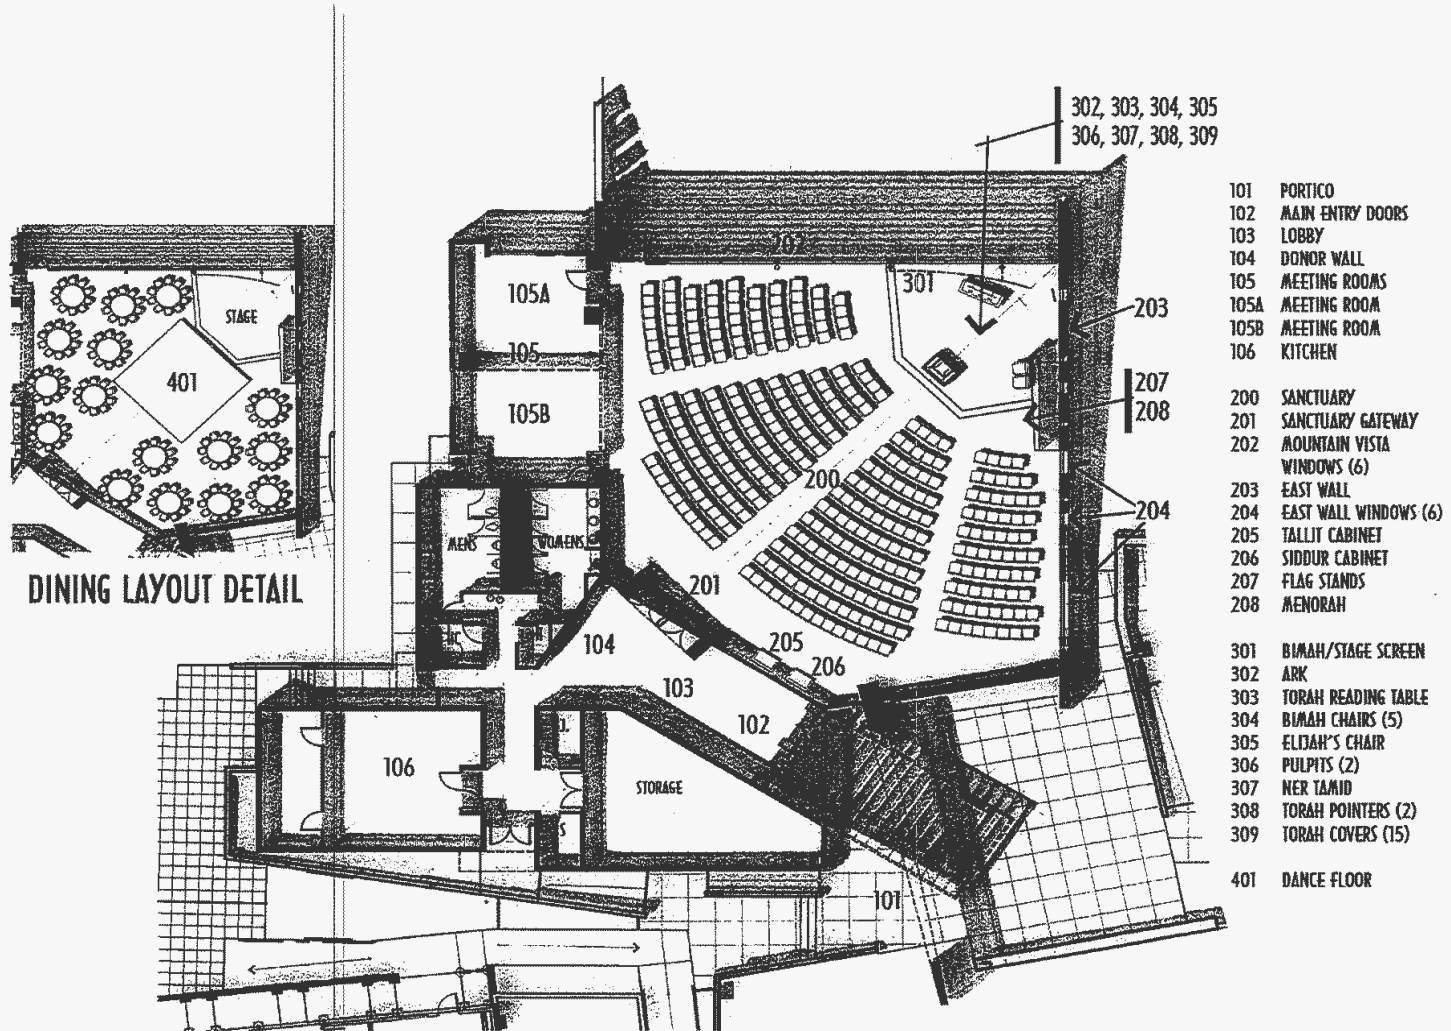 302, 303, 304, 305
306, 307, 308, 309
101 PORTICO
102 MAIN ENTRY DOORS
103 LOBBY
104 DONOR WALL
105 MEETING ROOMS
105A MEETING ROOM
105B MEETING ROOM
106 KITCHEN
200 SANCTUARY
201 SANCTUARY GATEWAY
202 MOUNTAIN VISTA
WINDOWS (6)
203 EAST WALL
204 EAST WALL WINDOWS (6)
205 TALLIT CABINET
206 SIDDUR CABINET
207 FLAG STANDS
208 MENORAH
301 BIMAH/STAGE SCREEN
302 ARK
303 TORAH READING TABLE
304 BIMAH CHAIRS (5)
305 ELIJAH'S CHAIR
306 PULPITS (2)
307 NER TAMID
308 TORAH POINTERS (2)
309 TORAH COVERS (15)
401 DANCE FLOOR
202
301
105A
203
STAGE
105
401
207
208
105B
200
204
MENS
WOMENS
DINING LAYOUT DETAIL
201
104
205
206
103
102
106
STORAGE
101